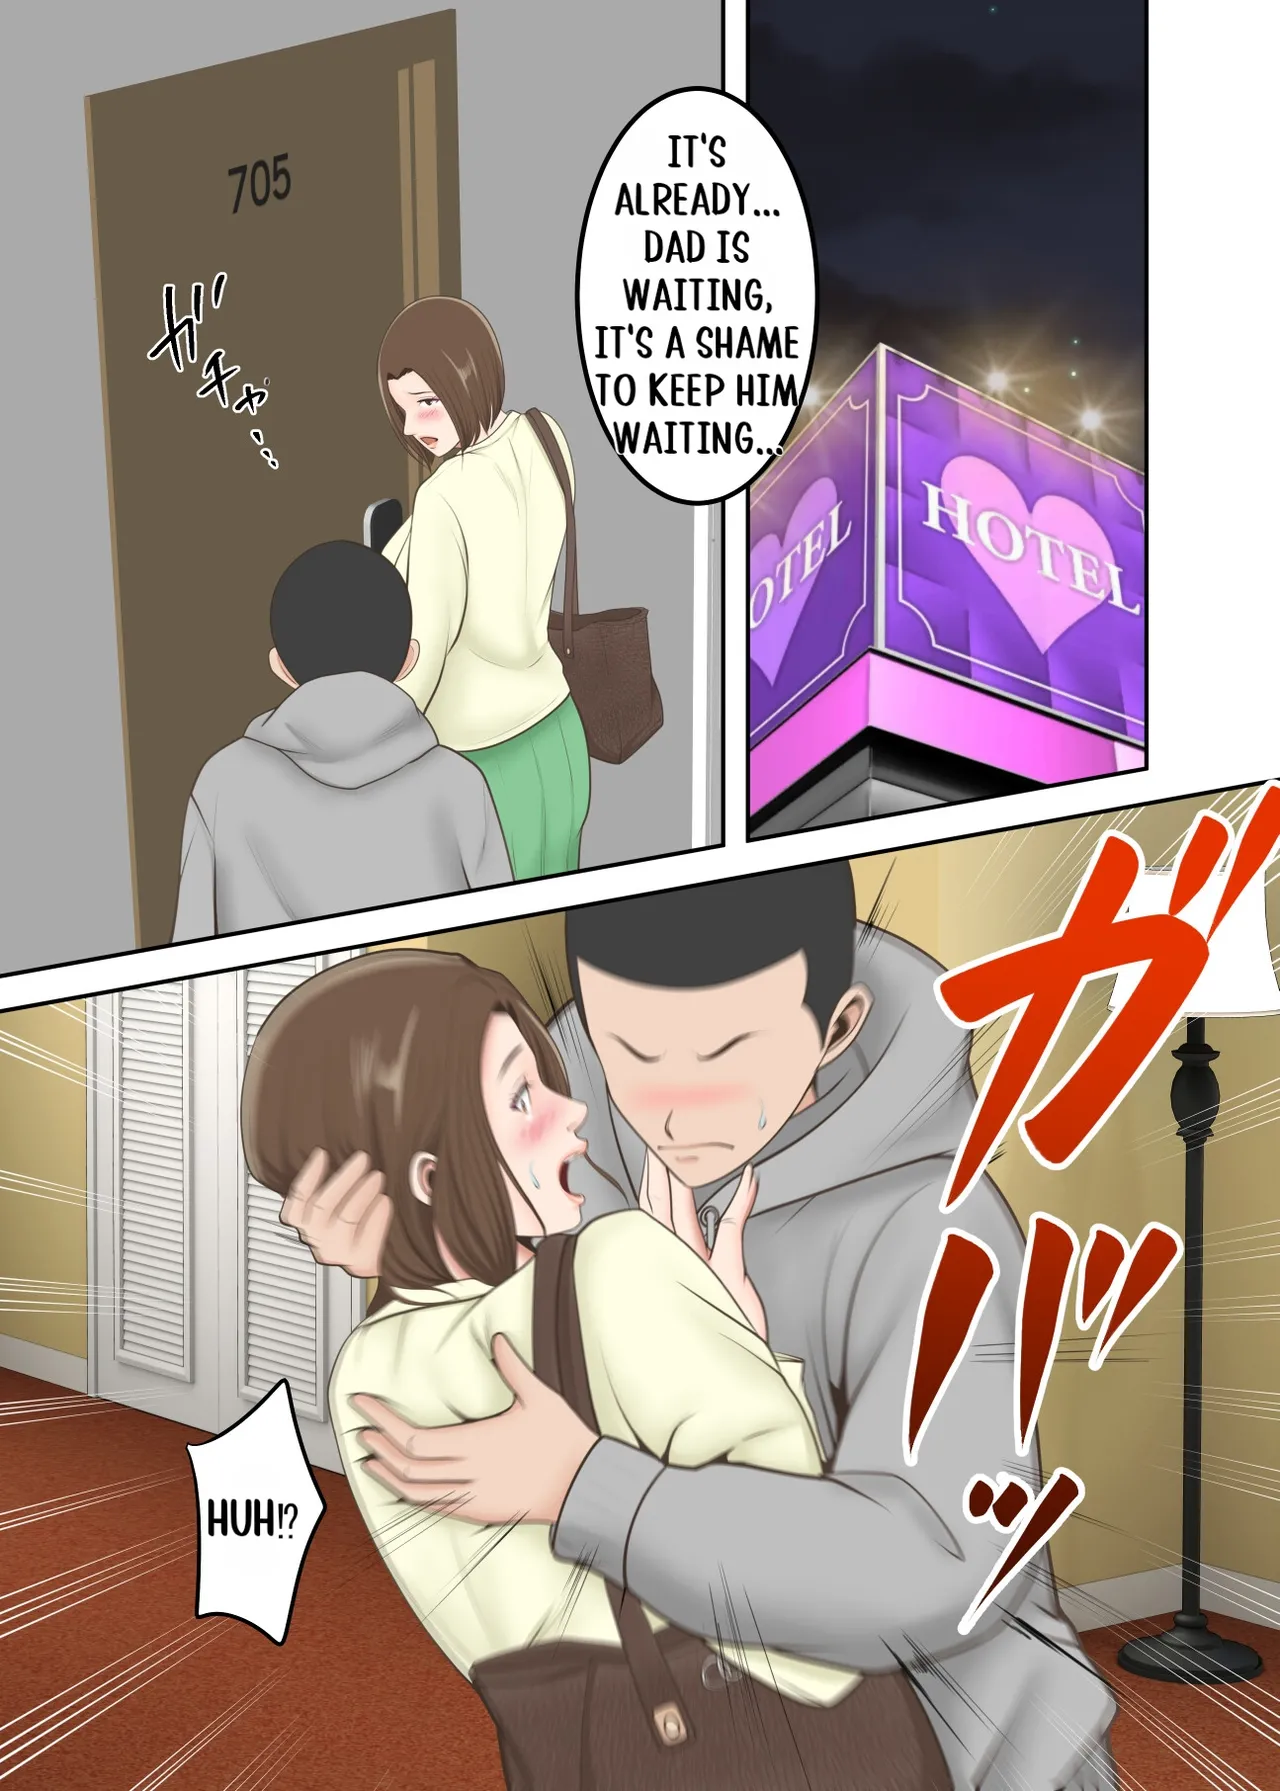 HOTEL
OTEL
IT'S
ALREADY...
DAD IS
WAITING,
IT'S A SHAME
TO KEEP HIM
WAITING...
705
ガチャ…
ガバッ
HUH!?